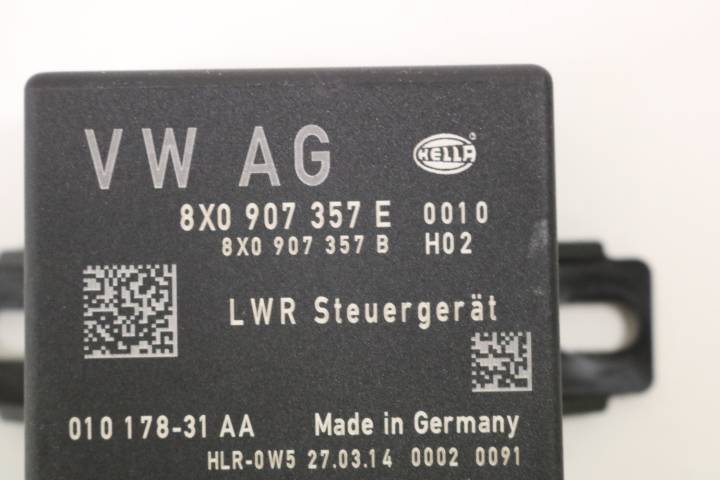 VW AG HELLA
8X0 907 357 E 0010
8X0 907 357 B H02
LWR Steuergerät
010 178-31 AA Made in Germany
HLR-0W5 27.03.14 0002 0091